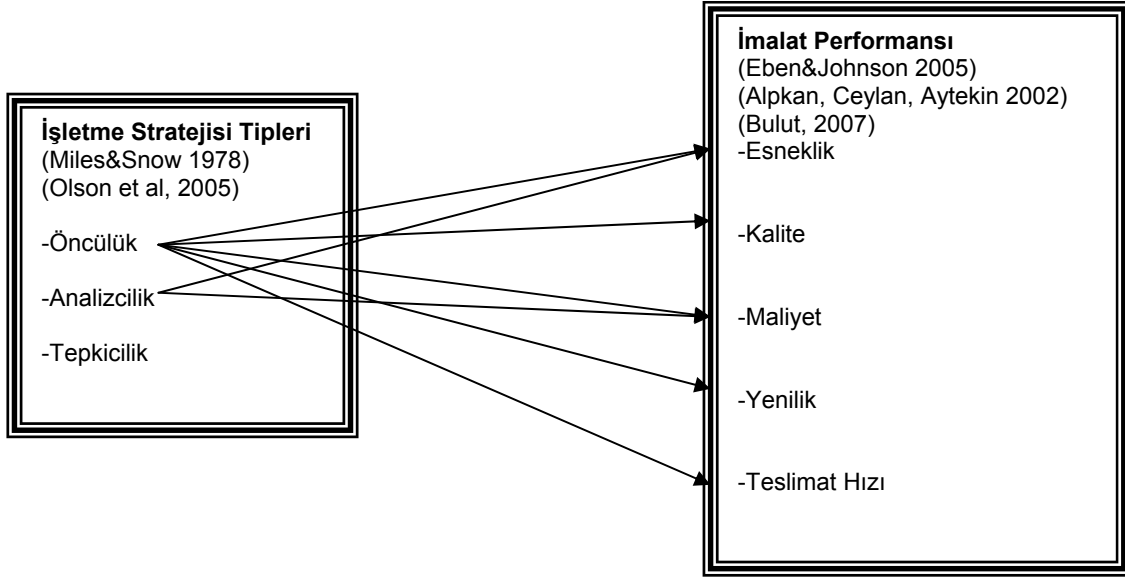 İşletme Stratejisi Tipleri
(Miles&Snow 1978)
(Olson et al, 2005)
-Öncülük
-Analizcilik
-Tepkicilik
İmalat Performansı
(Eben&Johnson 2005)
(Alpkan, Ceylan, Aytekin 2002)
(Bulut, 2007)
-Esneklik
-Kalite
-Maliyet
-Yenilik
-Teslimat Hızı